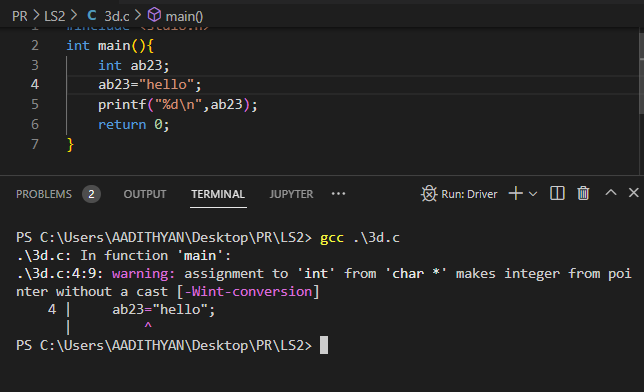 PR > LS2 > C 3d.c > main()
1 #include <stdio.h>
2 int main(){
3 int ab23;
4 ab23="hello";
5 printf("%d\n",ab23);
6 return 0;
7 }
PROBLEMS 2 OUTPUT TERMINAL JUPYTER ··· Run: Driver
PS C:\Users\AADITHYAN\Desktop\PR\LS2> gcc .\3d.c
.\3d.c: In function 'main':
.\3d.c:4:9: warning: assignment to 'int' from 'char *' makes integer from poi
nter without a cast [-Wint-conversion]
4 | ab23="hello";
| ^
PS C:\Users\AADITHYAN\Desktop\PR\LS2>